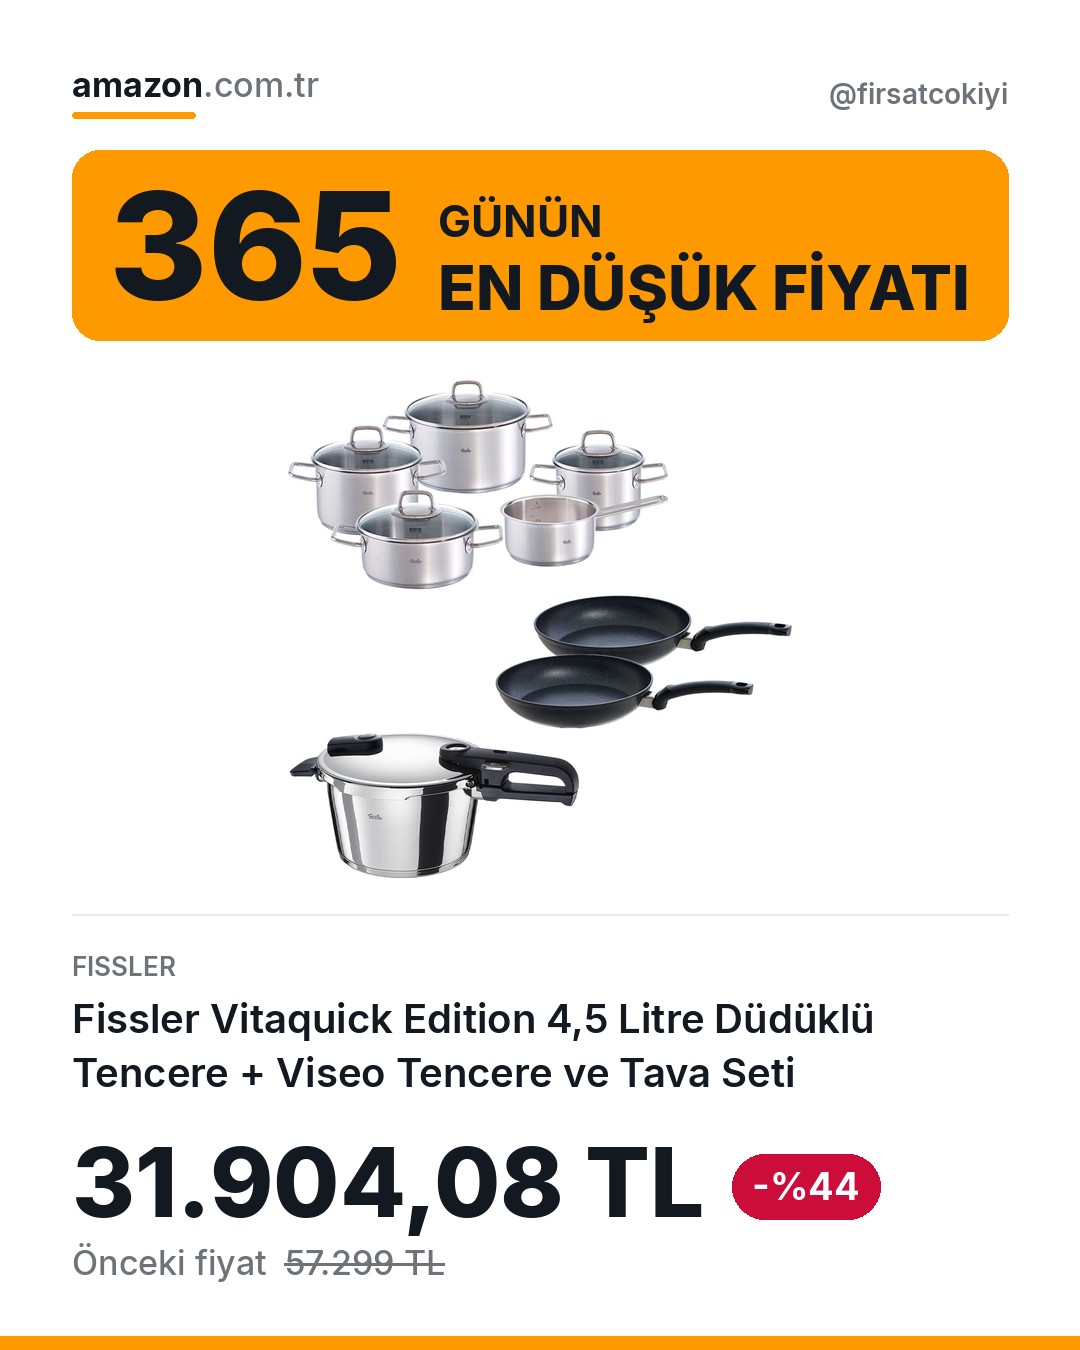 amazon.com.tr
@firsatcokiyi
365
GÜNÜN
EN DÜŞÜK FİYATI
FISSLER
Fissler Vitaquick Edition 4,5 Litre Düdüklü
Tencere + Viseo Tencere ve Tava Seti
31.904,08 TL
-%44
Önceki fiyat 57.299 TL